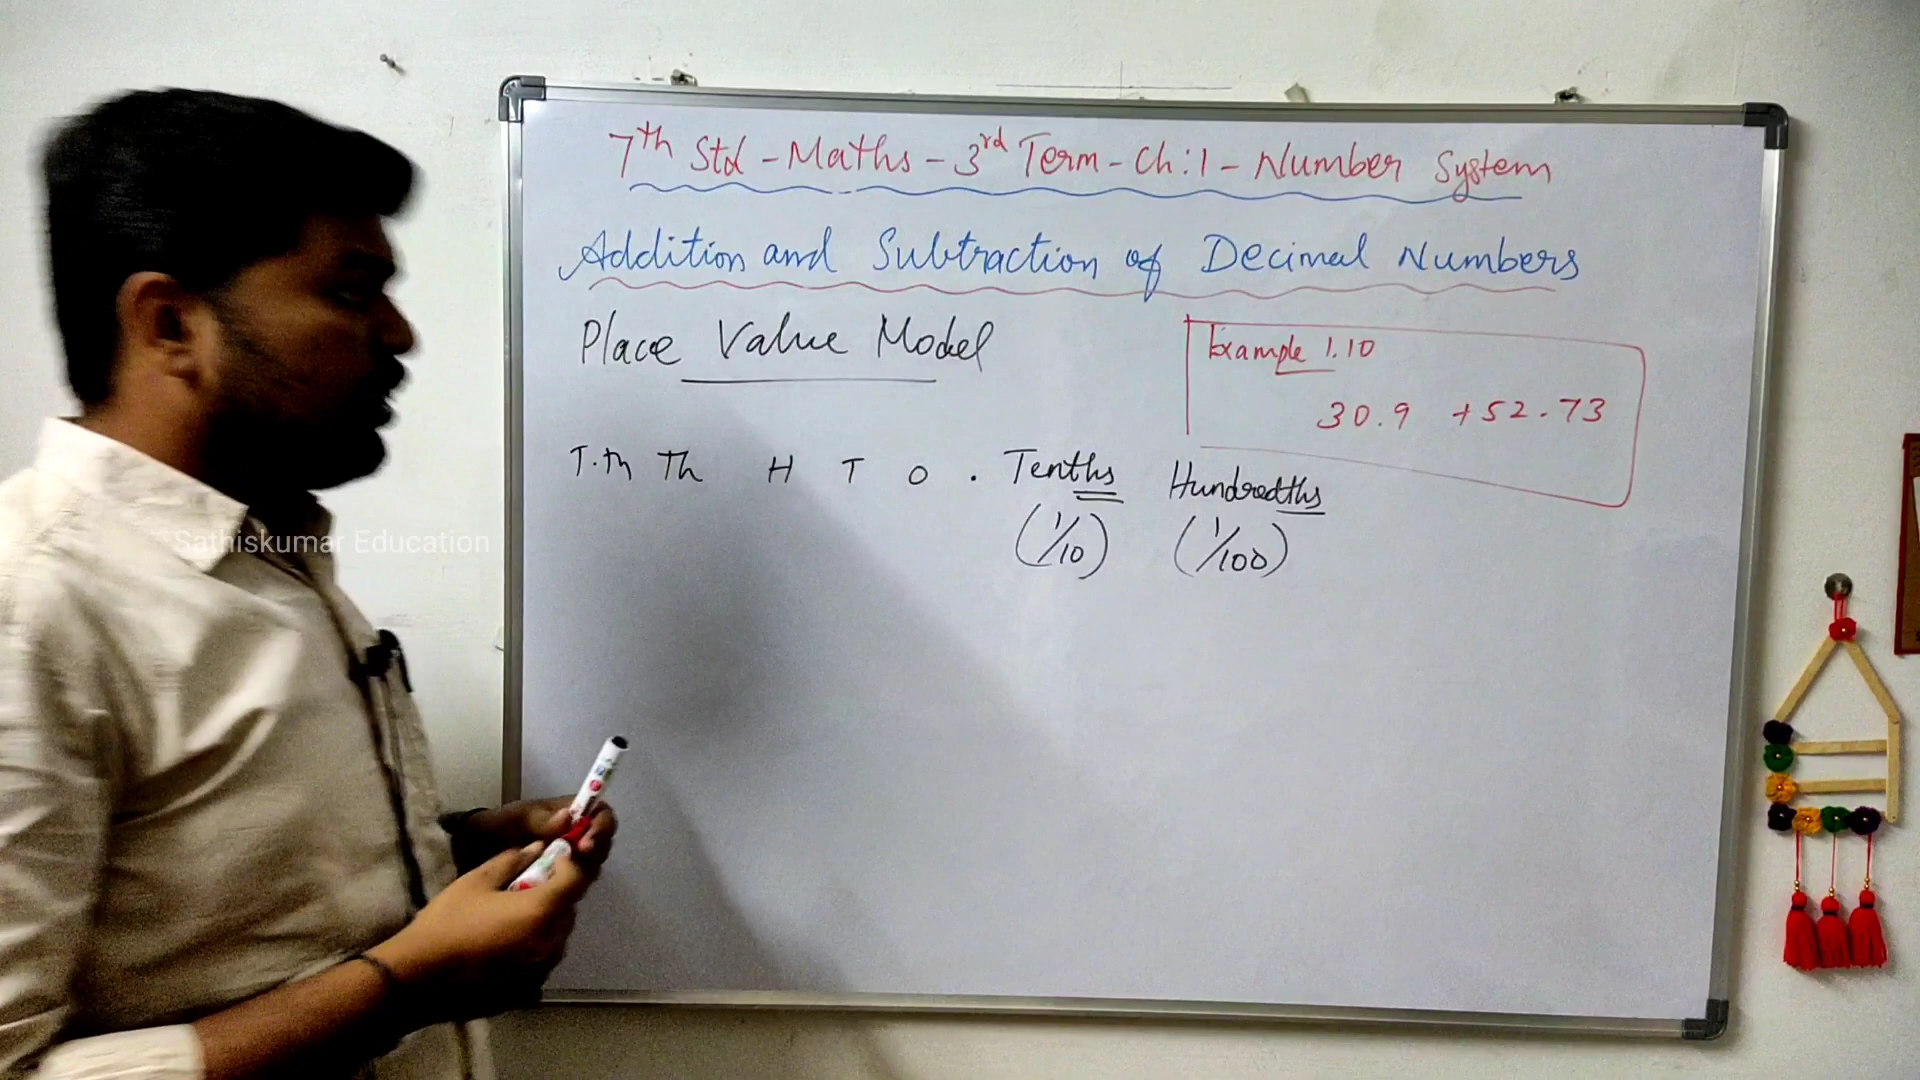 7th Std - Maths - 3rd Term - Ch:1 - Number System
Addition and Subtraction of Decimal Numbers
Place Value Model
Example 1.10
30.9 +52.73
T.th Th H T O . Tenths Hundredths
(1/10) (1/100)
Sathiskumar Education